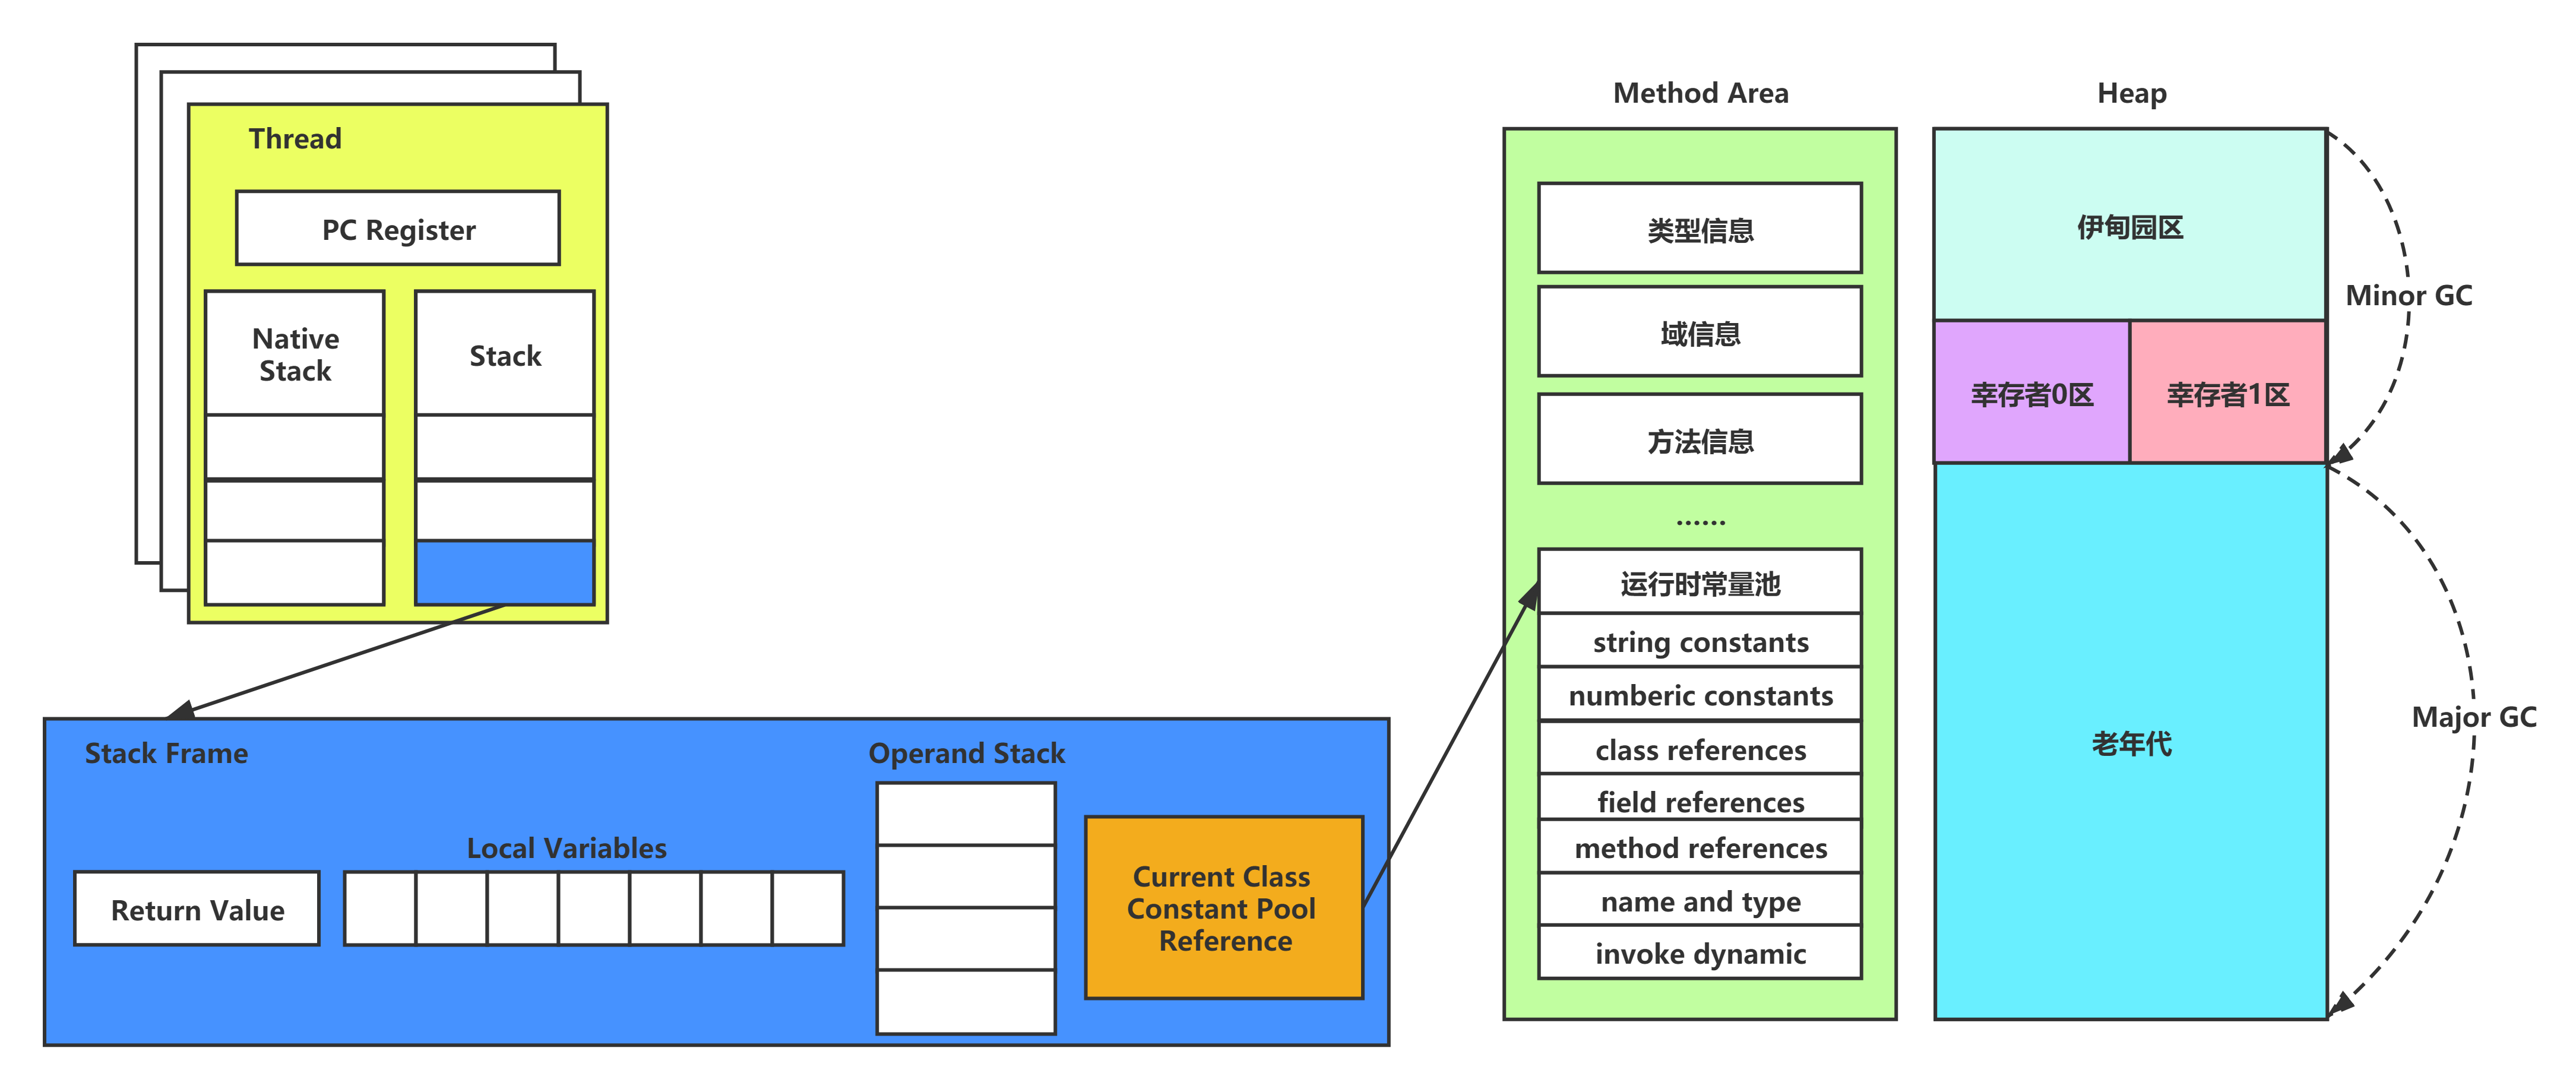 Thread
PC Register
Native
Stack
Stack
Stack Frame
Return Value
Local Variables
Operand Stack
Current Class
Constant Pool
Reference
Method Area
类型信息
域信息
方法信息
······
运行时常量池
string constants
numberic constants
class references
field references
method references
name and type
invoke dynamic
Heap
伊甸园区
幸存者0区
幸存者1区
老年代
Minor GC
Major GC